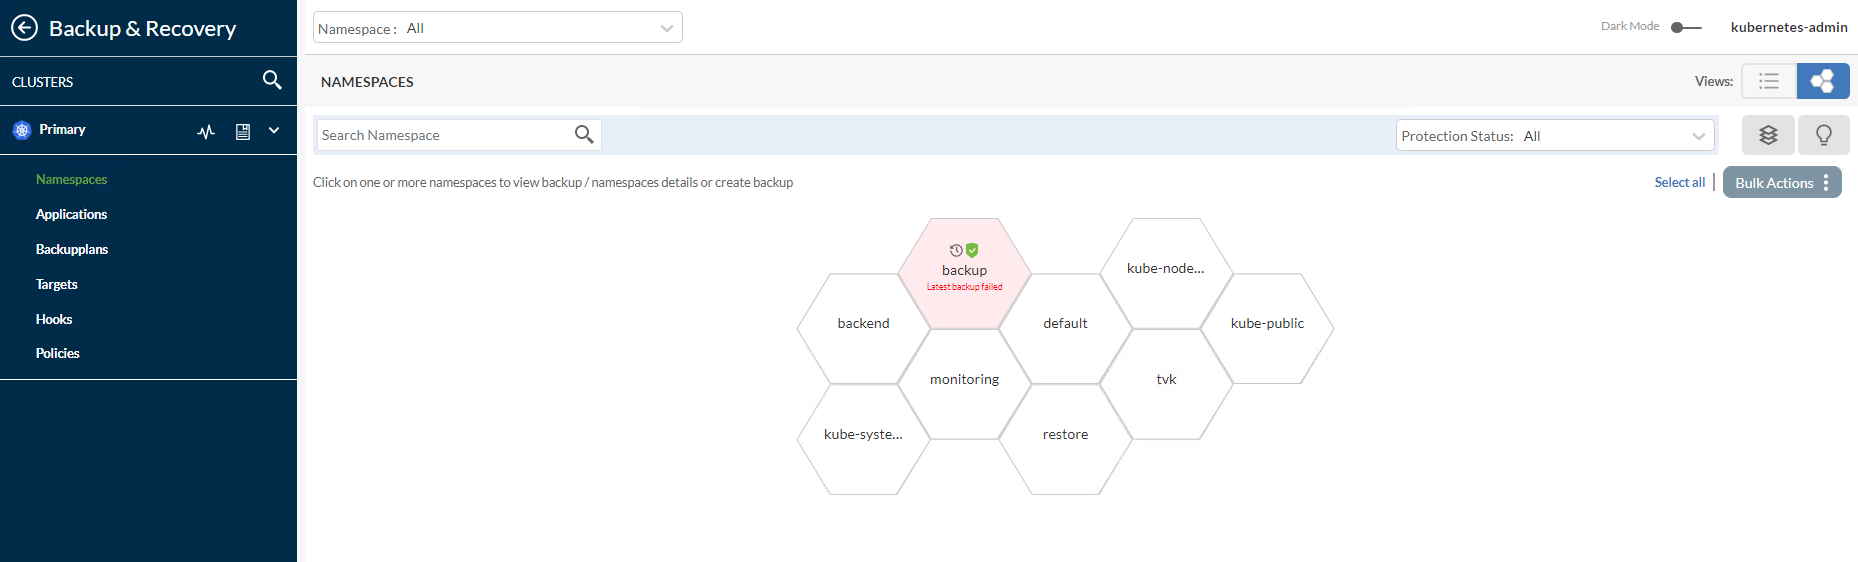 Backup & Recovery
Namespace : All
Dark Mode
kubernetes-admin
CLUSTERS
NAMESPACES
Views:
Primary
Search Namespace
Protection Status: All
Namespaces
Click on one or more namespaces to view backup / namespaces details or create backup
Select all
Bulk Actions
Applications
Backupplans
Targets
Hooks
Policies
backup
Latest backup failed
kube-node...
backend
default
kube-public
monitoring
tvk
kube-syste...
restore